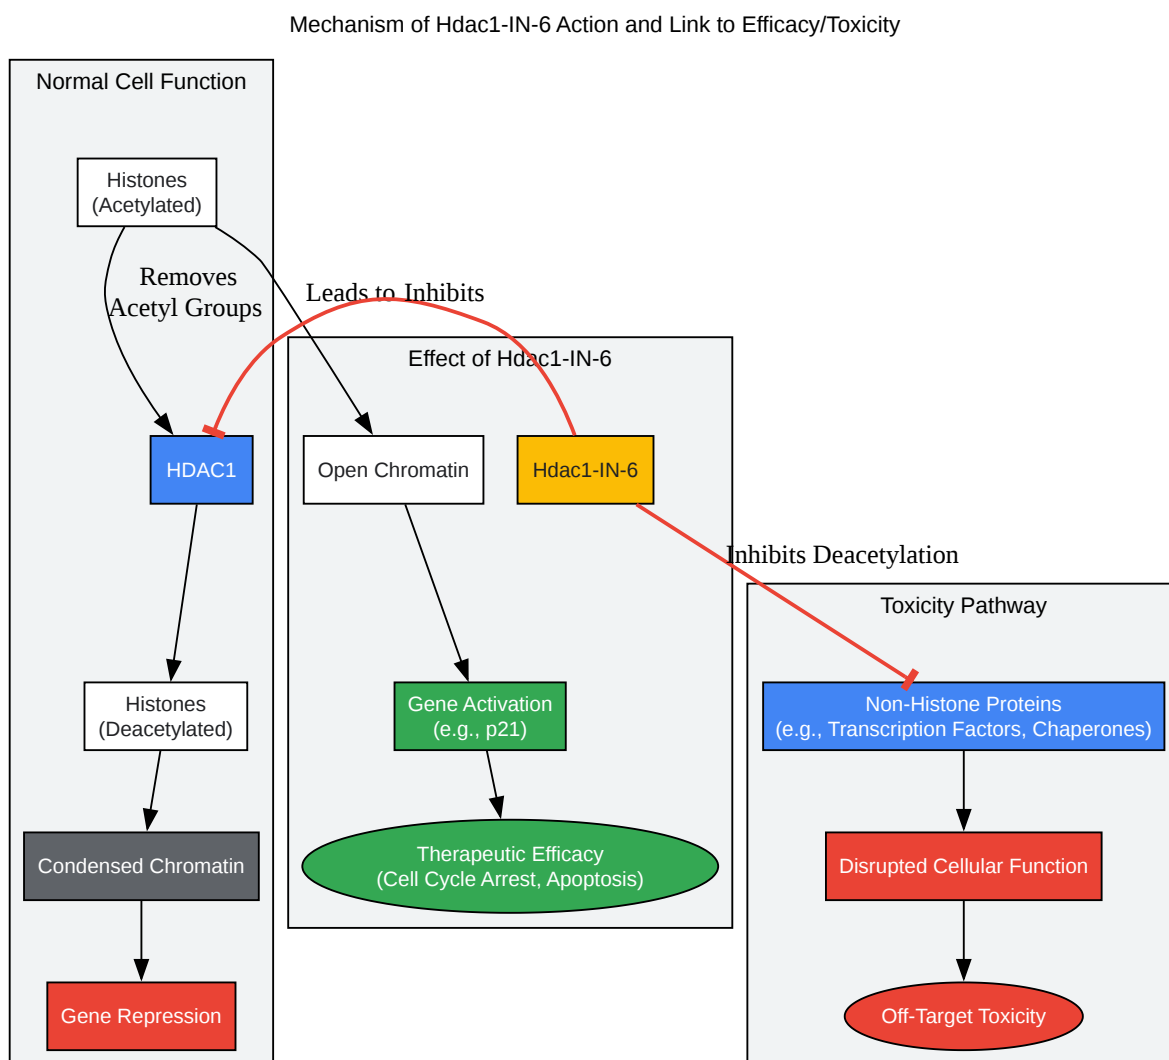 Mechanism of Hdac1-IN-6 Action and Link to Efficacy/Toxicity
Normal Cell Function
Histones
(Acetylated)
Removes
Acetyl Groups
Leads to
Inhibits
Effect of Hdac1-IN-6
HDAC1
Open Chromatin
Hdac1-IN-6
Inhibits Deacetylation
Toxicity Pathway
Histones
(Deacetylated)
Gene Activation
(e.g., p21)
Non-Histone Proteins
(e.g., Transcription Factors, Chaperones)
Condensed Chromatin
Therapeutic Efficacy
(Cell Cycle Arrest, Apoptosis)
Disrupted Cellular Function
Gene Repression
Off-Target Toxicity